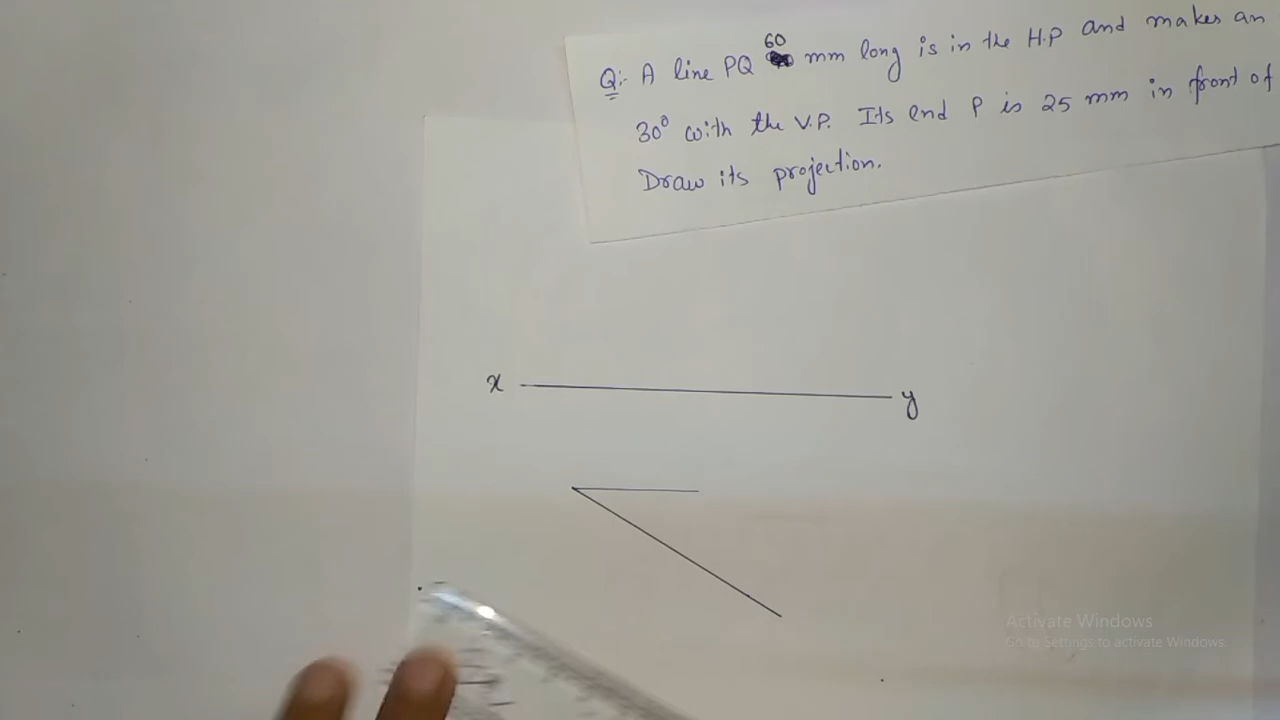 Q:- A line PQ 60 mm long is in the H.P and makes an
30° with the V.P. Its end P is 25 mm in front of
Draw its projection.
x
y
Activate Windows
Go to Settings to activate Windows.